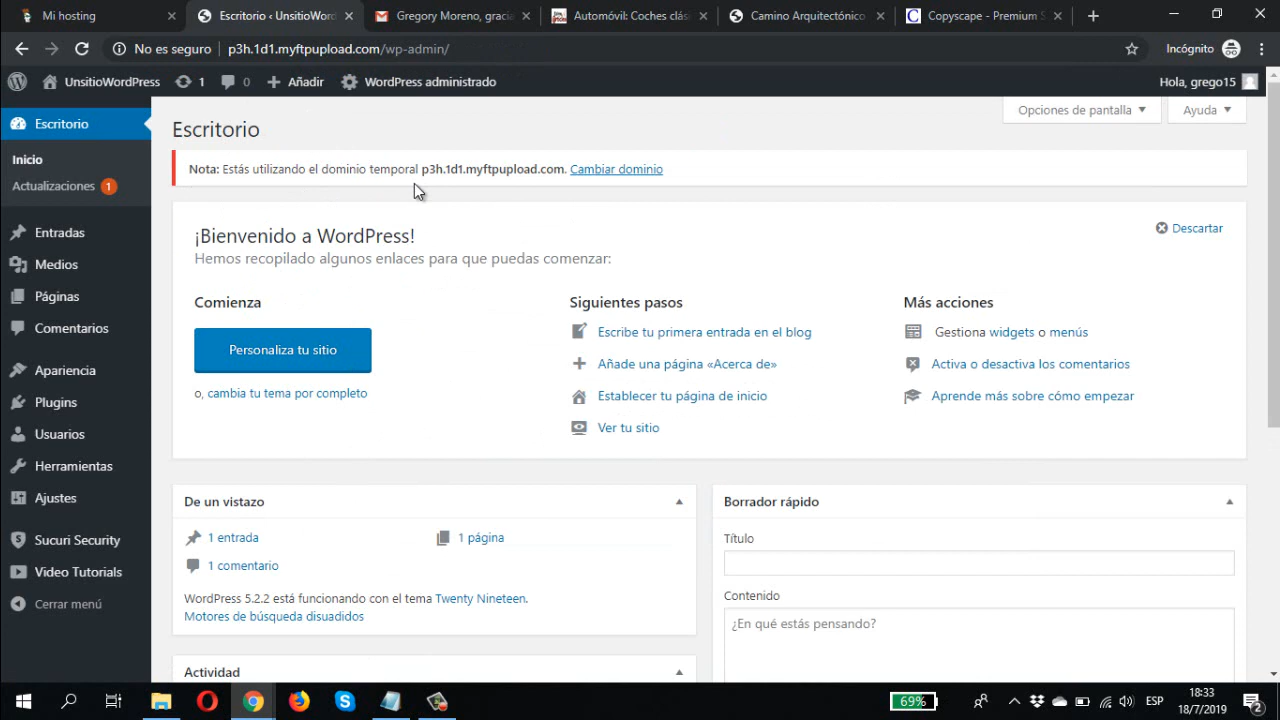 Mi hosting
Escritorio ‹ UnsitioWord
Gregory Moreno, gracia
Automóvil: Coches clási
Camino Arquitectónico
Copyscape - Premium S
No es seguro
p3h.1d1.myftpupload.com/wp-admin/
Incógnito
UnsitioWordPress
1
0
Añadir
WordPress administrado
Hola, grego15
Escritorio
Inicio
Actualizaciones 1
Entradas
Medios
Páginas
Comentarios
Apariencia
Plugins
Usuarios
Herramientas
Ajustes
Sucuri Security
Video Tutorials
Cerrar menú
Opciones de pantalla
Ayuda
Escritorio
Nota: Estás utilizando el dominio temporal p3h.1d1.myftpupload.com. Cambiar dominio
¡Bienvenido a WordPress!
Descartar
Hemos recopilado algunos enlaces para que puedas comenzar:
Comienza
Personaliza tu sitio
o, cambia tu tema por completo
Siguientes pasos
Escribe tu primera entrada en el blog
Añade una página «Acerca de»
Establecer tu página de inicio
Ver tu sitio
Más acciones
Gestiona widgets o menús
Activa o desactiva los comentarios
Aprende más sobre cómo empezar
De un vistazo
1 entrada
1 página
1 comentario
WordPress 5.2.2 está funcionando con el tema Twenty Nineteen.
Motores de búsqueda disuadidos
Actividad
Borrador rápido
Título
Contenido
¿En qué estás pensando?
69%
ESP
18:33
18/7/2019
2